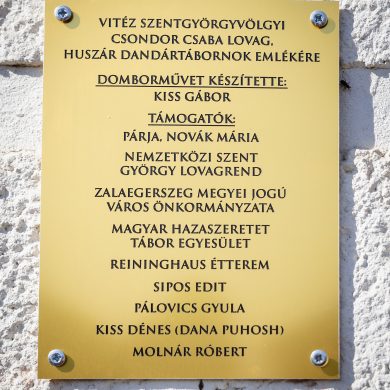 VITÉZ SZENTGYÖRGYVÖLGYI
CSONDOR CSABA LOVAG,
HUSZÁR DANDÁRTÁBORNOK EMLÉKÉRE
DOMBORMŰVET KÉSZÍTETTE:
KISS GÁBOR
TÁMOGATÓK:
PÁRJA, NOVÁK MÁRIA
NEMZETKÖZI SZENT
GYÖRGY LOVAGREND
ZALAEGERSZEG MEGYEI JOGÚ
VÁROS ÖNKORMÁNYZATA
MAGYAR HAZASZERETET
TÁBOR EGYESÜLET
REININGHAUS ÉTTEREM
SIPOS EDIT
PÁLOVICS GYULA
KISS DÉNES (DANA PUHOSH)
MOLNÁR RÓBERT